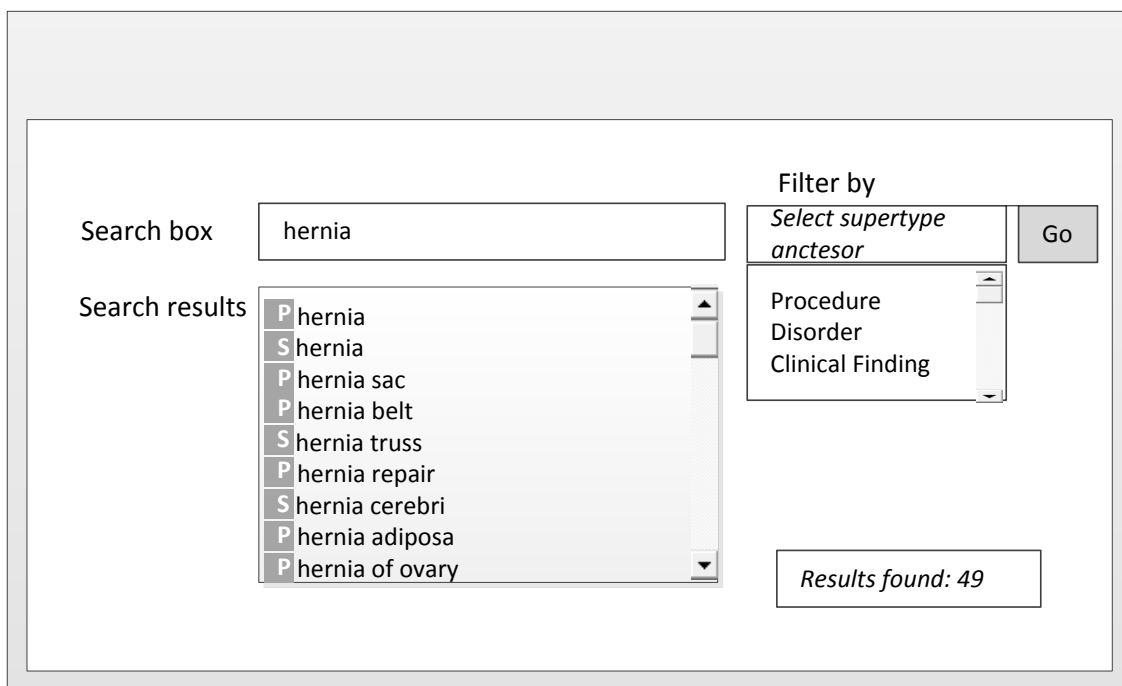 Filter by
Search box
hernia
Select supertype
anctesor
Go
Search results
P hernia
S hernia
P hernia sac
P hernia belt
S hernia truss
P hernia repair
S hernia cerebri
P hernia adiposa
P hernia of ovary
Procedure
Disorder
Clinical Finding
Results found: 49